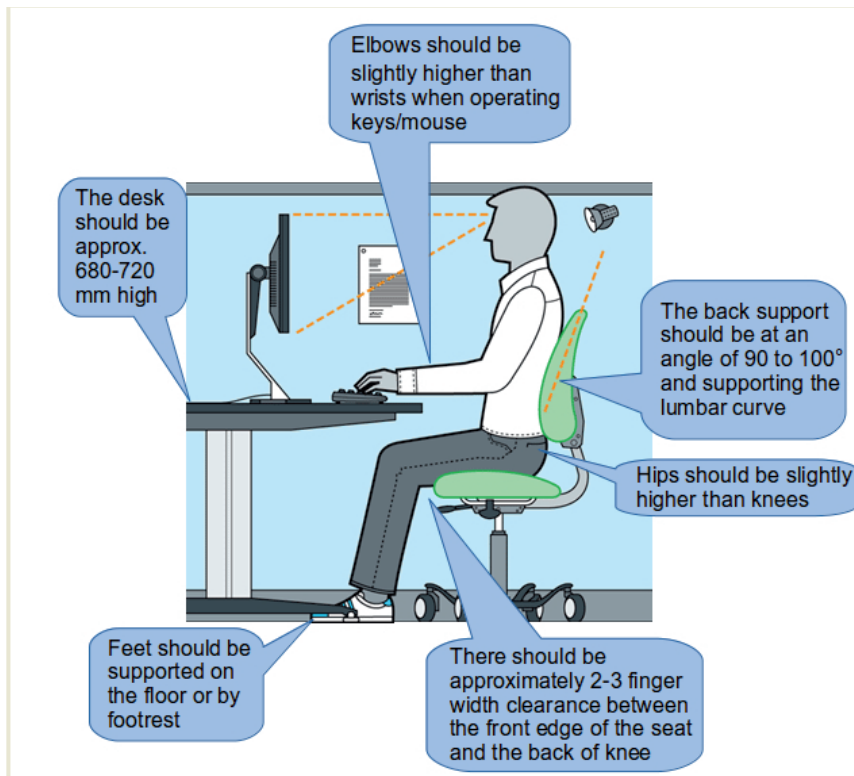 Elbows should be
slightly higher than
wrists when operating
keys/mouse
The desk
should be
approx.
680-720
mm high
The back support
should be at an
angle of 90 to 100°
and supporting the
lumbar curve
Hips should be slightly
higher than knees
Feet should be
supported on
the floor or by
footrest
There should be
approximately 2-3 finger
width clearance between
the front edge of the seat
and the back of knee